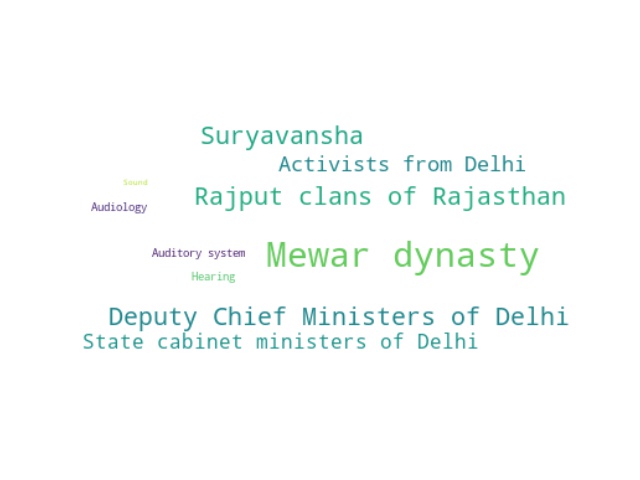 Suryavansha
Activists from Delhi
Sound
Rajput clans of Rajasthan
Audiology
Auditory system
Mewar dynasty
Hearing
Deputy Chief Ministers of Delhi
State cabinet ministers of Delhi